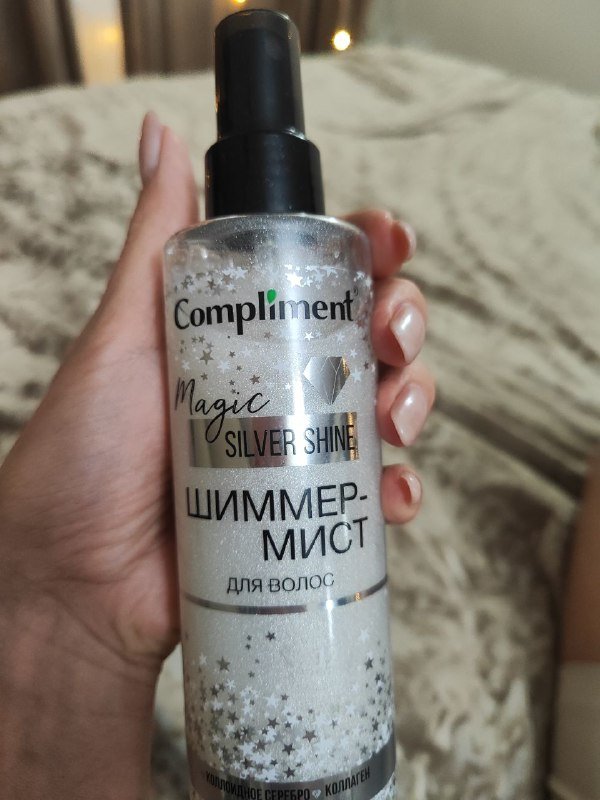 Compliment
Magic
SILVER SHINE
ШИММЕР-
МИСТ
ДЛЯ ВОЛОС
КОЛЛОИДНОЕ СЕРЕБРО КОЛЛАГЕН